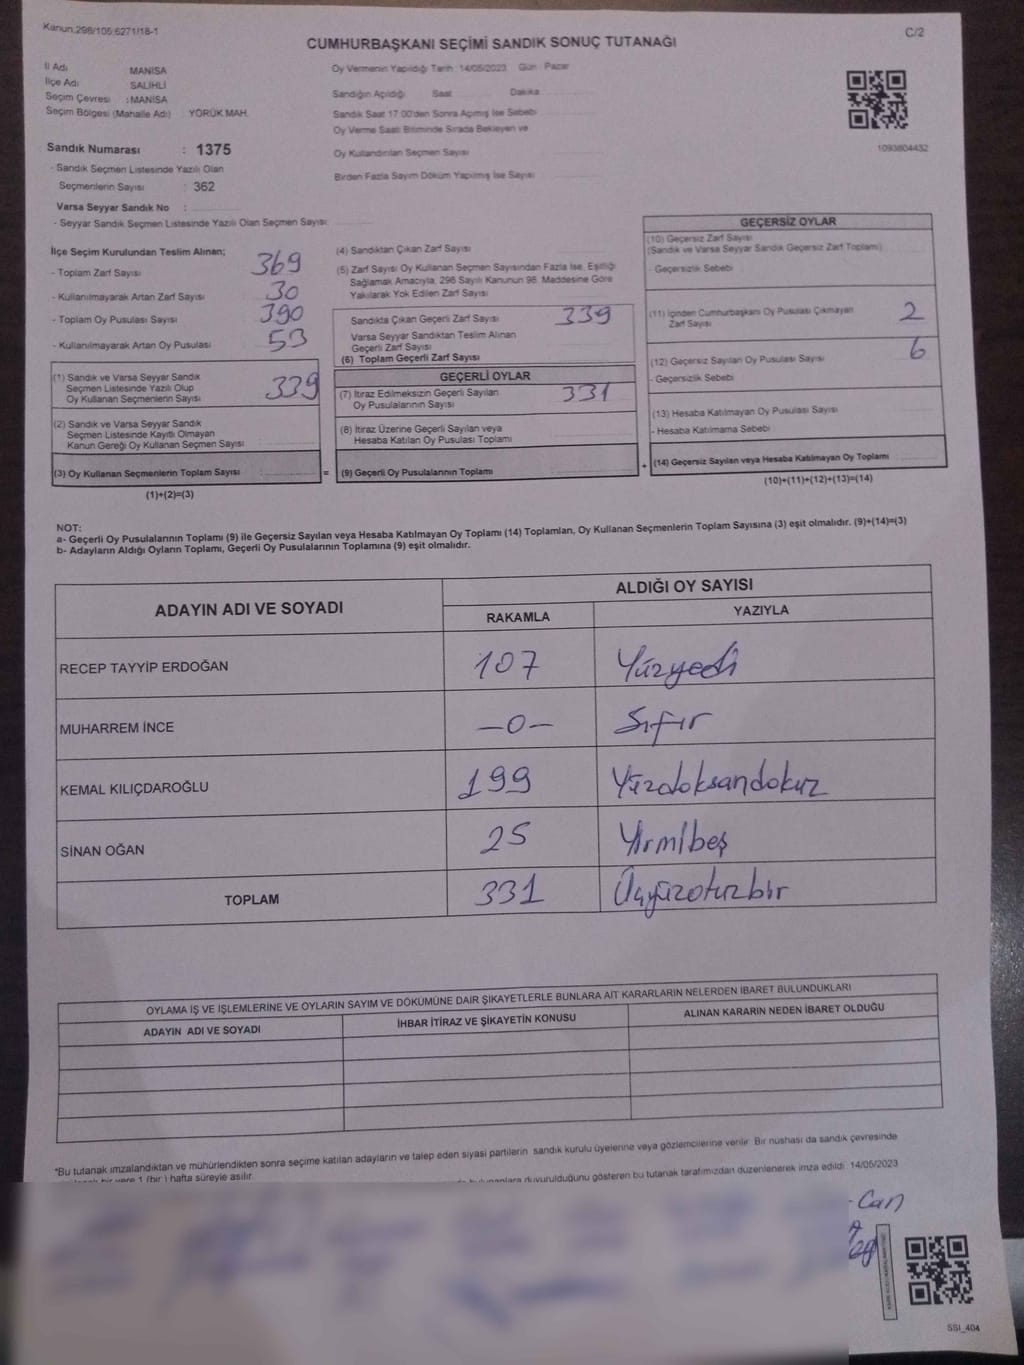 Kanun:298/105,6271/18-1
C/2
CUMHURBAŞKANI SEÇİMİ SANDIK SONUÇ TUTANAĞI
İl Adı MANİSA
İlçe Adı SALİHLİ
Seçim Çevresi : MANİSA
Seçim Bölgesi (Mahalle Adı) YÖRÜK MAH.
Sandık Numarası : 1375
- Sandık Seçmen Listesinde Yazılı Olan
Seçmenlerin Sayısı : 362
Varsa Seyyar Sandık No :
- Seyyar Sandık Seçmen Listesinde Yazılı Olan Seçmen Sayısı:
Oy Vermenin Yapıldığı Tarih :14/05/2023 Gün : Pazar
Sandığın Açıldığı Saat Dakika
Sandık Saat 17.00'den Sonra Açımış İse Sebebi
Oy Verme Saati Bitiminde Sırada Bekleyen ve
Oy Kullandırılan Seçmen Sayısı
Birden Fazla Sayım Döküm Yapılmış İse Sayısı
1093804432
İlçe Seçim Kurulundan Teslim Alınan;
- Toplam Zarf Sayısı 369
- Kullanılmayarak Artan Zarf Sayısı 30
- Toplam Oy Pusulası Sayısı 390
- Kullanılmayarak Artan Oy Pusulası 53
(1) Sandık ve Varsa Seyyar Sandık
Seçmen Listesinde Yazılı Olup
Oy Kullanan Seçmenlerin Sayısı 339
(2) Sandık ve Varsa Seyyar Sandık
Seçmen Listesinde Kayıtlı Olmayan
Kanun Gereği Oy Kullanan Seçmen Sayısı
(3) Oy Kullanan Seçmenlerin Toplam Sayısı =
(1)+(2)=(3)
(4) Sandıktan Çıkan Zarf Sayısı
(5) Zarf Sayısı Oy Kullanan Seçmen Sayısından Fazla İse, Eşitliği
Sağlamak Amacıyla, 298 Sayılı Kanunun 98. Maddesine Göre
Yakılarak Yok Edilen Zarf Sayısı
Sandıkta Çıkan Geçerli Zarf Sayısı 339
Varsa Seyyar Sandıktan Teslim Alınan
Geçerli Zarf Sayısı
(6) Toplam Geçerli Zarf Sayısı
GEÇERLİ OYLAR
(7) İtiraz Edilmeksizin Geçerli Sayılan
Oy Pusulalarının Sayısı 331
(8) İtiraz Üzerine Geçerli Sayılan veya
Hesaba Katılan Oy Pusulası Toplamı
(9) Geçerli Oy Pusulalarının Toplamı +
GEÇERSİZ OYLAR
(10) Geçersiz Zarf Sayısı
(Sandık ve Varsa Seyyar Sandık Geçersiz Zarf Toplamı)
- Geçersizlik Sebebi
(11) İçinden Cumhurbaşkanı Oy Pusulası Çıkmayan
Zarf Sayısı 2
(12) Geçersiz Sayılan Oy Pusulası Sayısı 6
- Geçersizlik Sebebi
(13) Hesaba Katılmayan Oy Pusulası Sayısı
- Hesaba Katılmama Sebebi
(14) Geçersiz Sayılan veya Hesaba Katılmayan Oy Toplamı
(10)+(11)+(12)+(13)=(14)
NOT:
a- Geçerli Oy Pusulalarının Toplamı (9) ile Geçersiz Sayılan veya Hesaba Katılmayan Oy Toplamı (14) Toplamları, Oy Kullanan Seçmenlerin Toplam Sayısına (3) eşit olmalıdır. (9)+(14)=(3)
b- Adayların Aldığı Oyların Toplamı, Geçerli Oy Pusulalarının Toplamına (9) eşit olmalıdır.
ADAYIN ADI VE SOYADI ALDIĞI OY SAYISI
RAKAMLA YAZIYLA
RECEP TAYYİP ERDOĞAN 107 Yüzyedi
MUHARREM İNCE —0— Sıfır
KEMAL KILIÇDAROĞLU 199 Yüzdoksandokuz
SİNAN OĞAN 25 Yirmibeş
TOPLAM 331 Üçyüzotuzbir
OYLAMA İŞ VE İŞLEMLERİNE VE OYLARIN SAYIM VE DÖKÜMÜNE DAİR ŞİKAYETLERLE BUNLARA AİT KARARLARIN NELERDEN İBARET BULUNDUKLARI
ADAYIN ADI VE SOYADI İHBAR İTİRAZ VE ŞİKAYETİN KONUSU ALINAN KARARIN NEDEN İBARET OLDUĞU
*Bu tutanak imzalandıktan ve mühürlendikten sonra seçime katılan adayların ve talep eden siyasi partilerin sandık kurulu üyelerine veya gözlemcilerine verilir. Bir nüshası da sandık çevresinde
bir yere 1 (bir) hafta süreyle asılır. duyurulduğunu gösteren bu tutanak tarafımızdan düzenlenerek imza edildi. 14/05/2023
Can
SSI_404